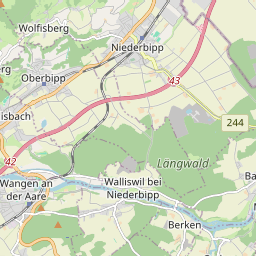 Wolfisberg
Niederbipp
Oberbipp
43
244
42
Langwald
Wangen an
der Aare
Walliswil bei
Niederbipp
Berken